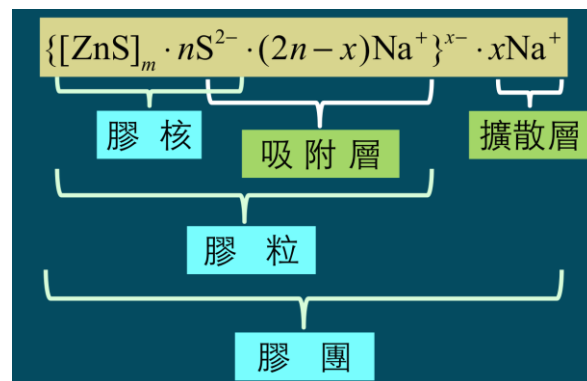 {[ZnS]ₘ · nS²⁻ · (2n−x)Na⁺}ˣ⁻ · xNa⁺
膠核
吸附層
擴散層
膠粒
膠團